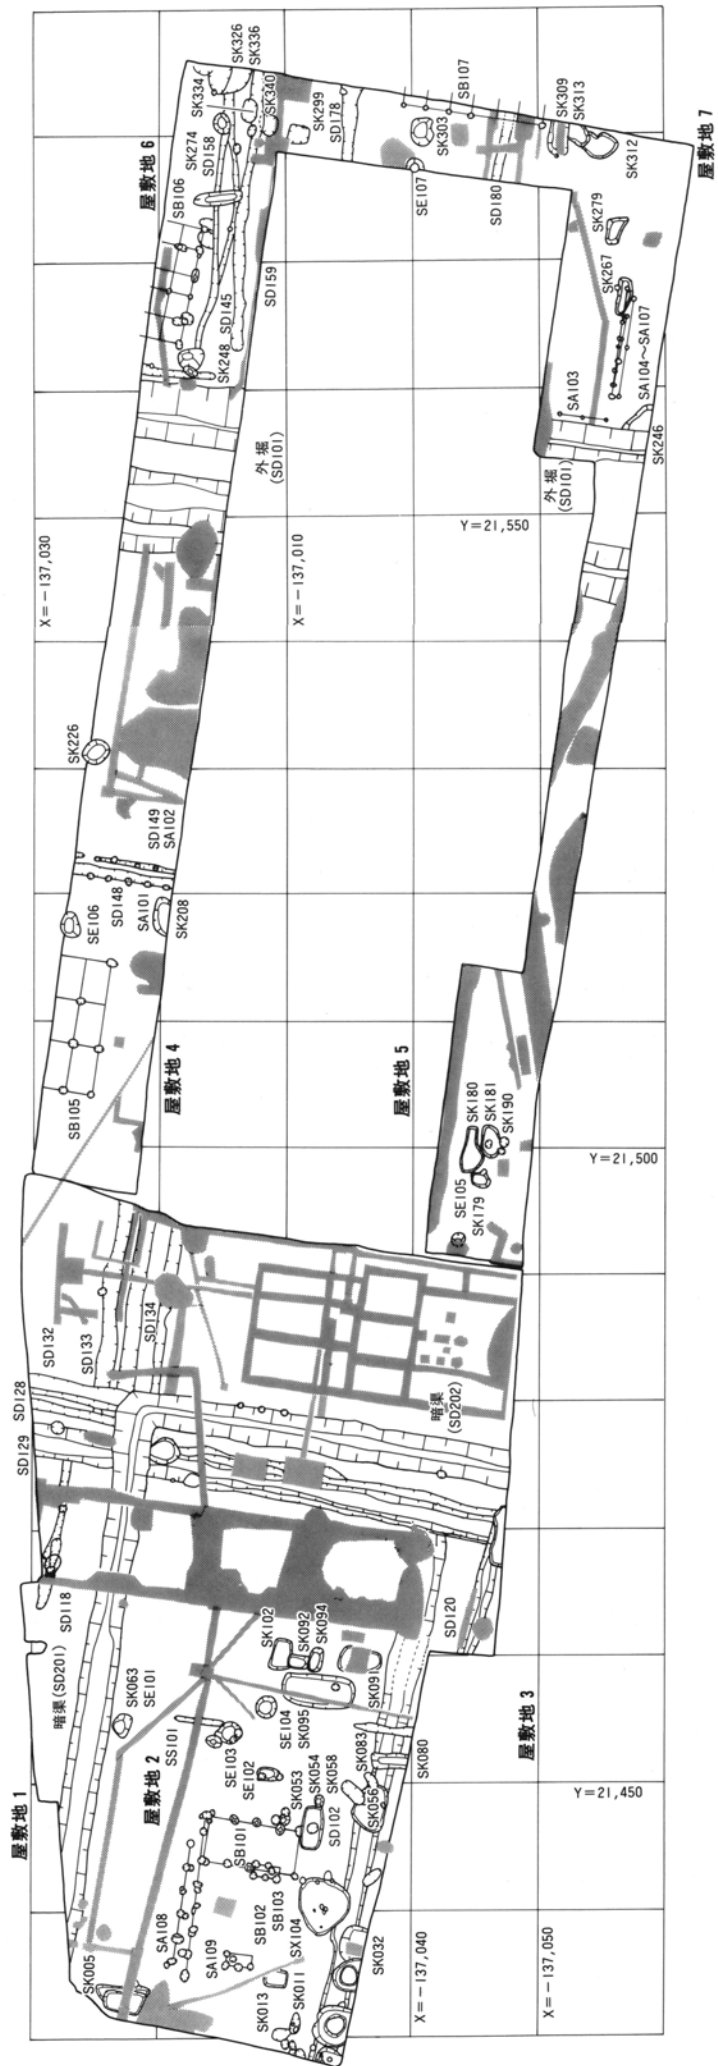 屋敷地 6
SK326
SK336
SK334
SK340
SK274
SD158
SB106
SK299
SD178
SB107
SK303
SK309
SK313
SK312
屋敷地 7
SE107
SD180
SK279
SK267
SD145
SD159
SK248
SA103
SA104〜SA107
SK246
外堀
(SD101)
外堀
(SD101)
Y=21,550
X=-137,030
X=-137,010
SK226
SD149
SA102
SD148
SA101
SK208
SE106
SB105
屋敷地 4
屋敷地 5
SK180
SK181
SK190
SE105
SK179
Y=21,500
SD132
SD133
SD134
SD128
SD129
暗渠
(SD202)
SD118
暗渠(SD201)
SK063
SE101
SS101
SE103
SE102
SK102
SK092
SK094
SK091
SE104
SK095
SD120
屋敷地 3
屋敷地 1
屋敷地 2
SK053
SK054
SK058
SD102
SK083
SK056
SK080
SB101
SB102
SB103
SX104
SA108
SA109
SK005
SK013
SK011
SK032
Y=21,450
X=-137,040
X=-137,050